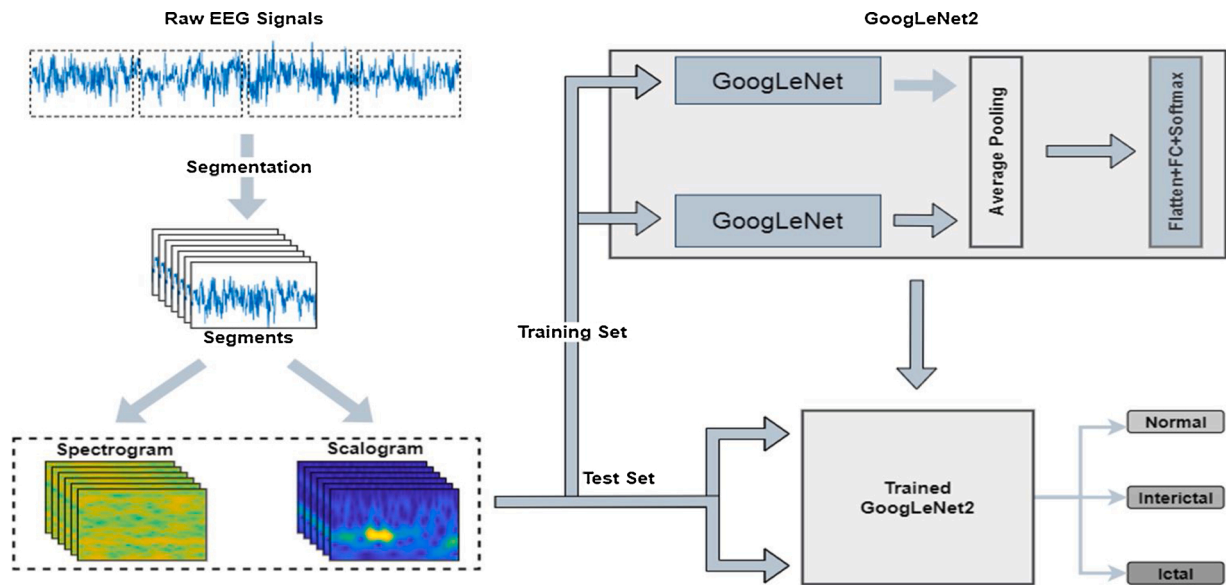 Raw EEG Signals
Segmentation
Segments
Spectrogram
Scalogram
Training Set
Test Set
GoogLeNet2
GoogLeNet
GoogLeNet
Average Pooling
Flatten+FC+Softmax
Trained
GoogLeNet2
Normal
Interictal
Ictal